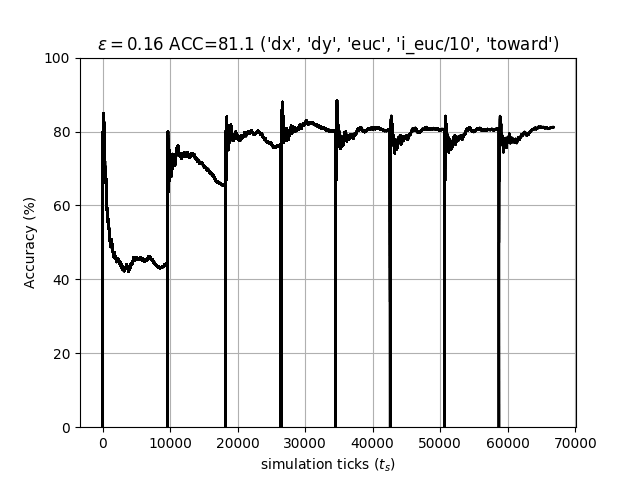 ε = 0.16 ACC=81.1 ('dx', 'dy', 'euc', 'i_euc/10', 'toward')
100
80
60
40
20
0
Accuracy (%)
0 10000 20000 30000 40000 50000 60000 70000
simulation ticks (tₛ)